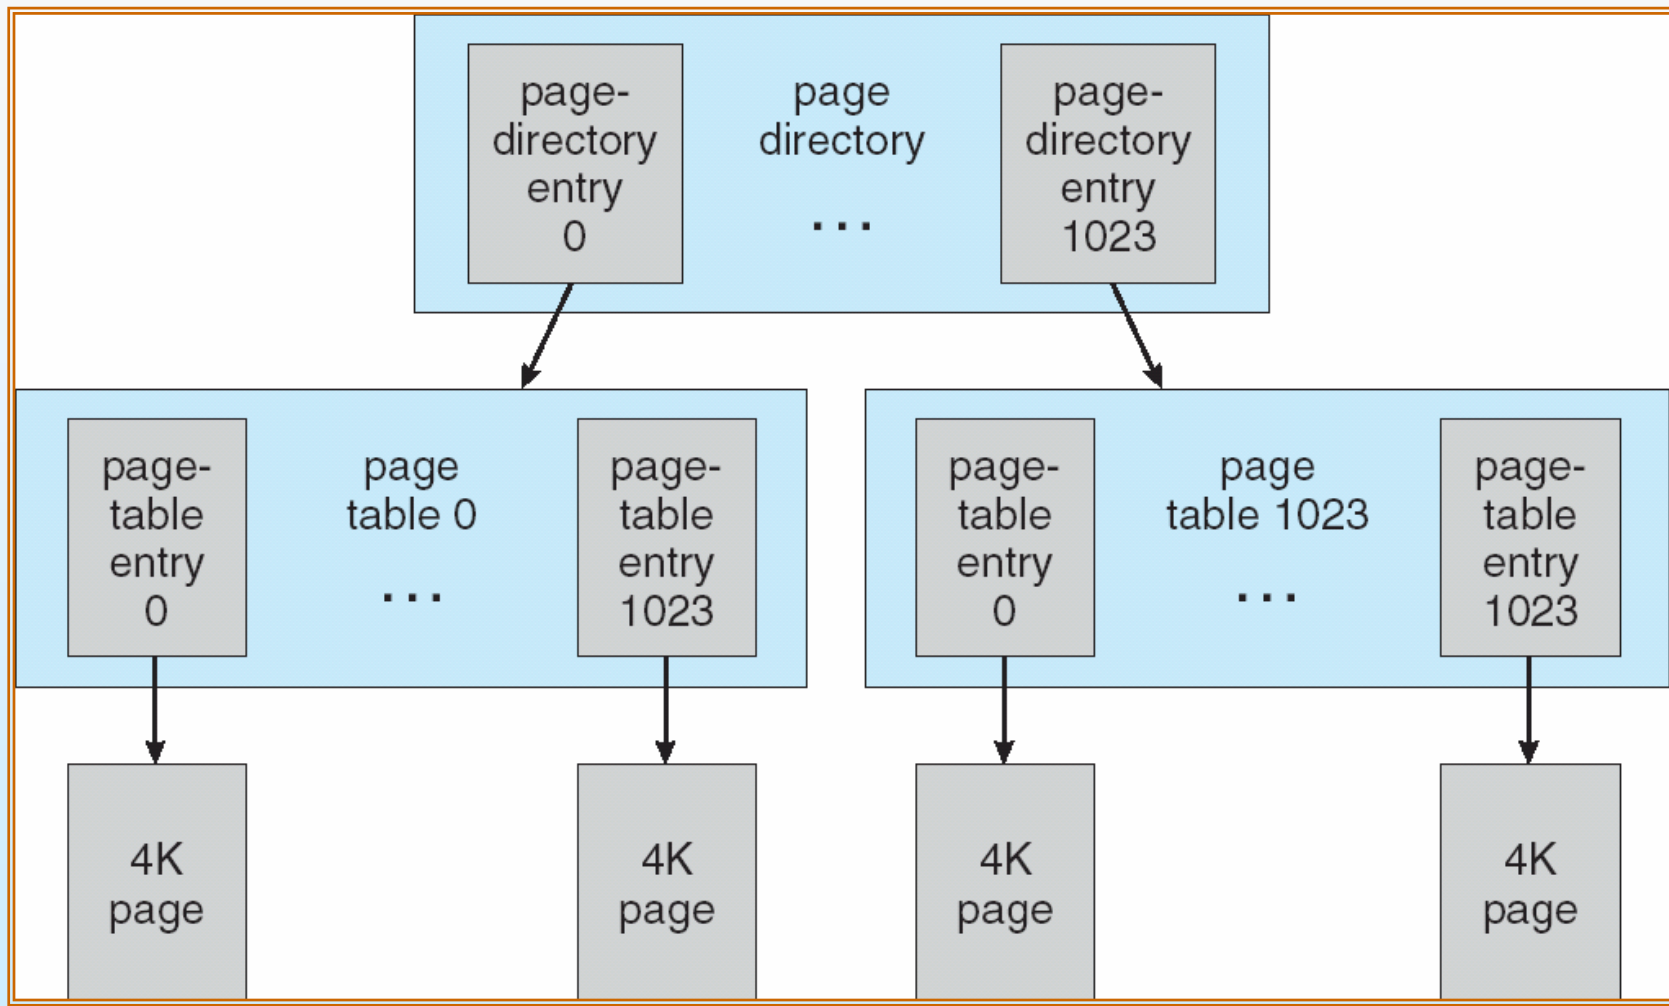 page-
directory
entry
0
page
directory
...
page-
directory
entry
1023
page-
table
entry
0
page
table 0
...
page-
table
entry
1023
page-
table
entry
0
page
table 1023
...
page-
table
entry
1023
4K
page
4K
page
4K
page
4K
page